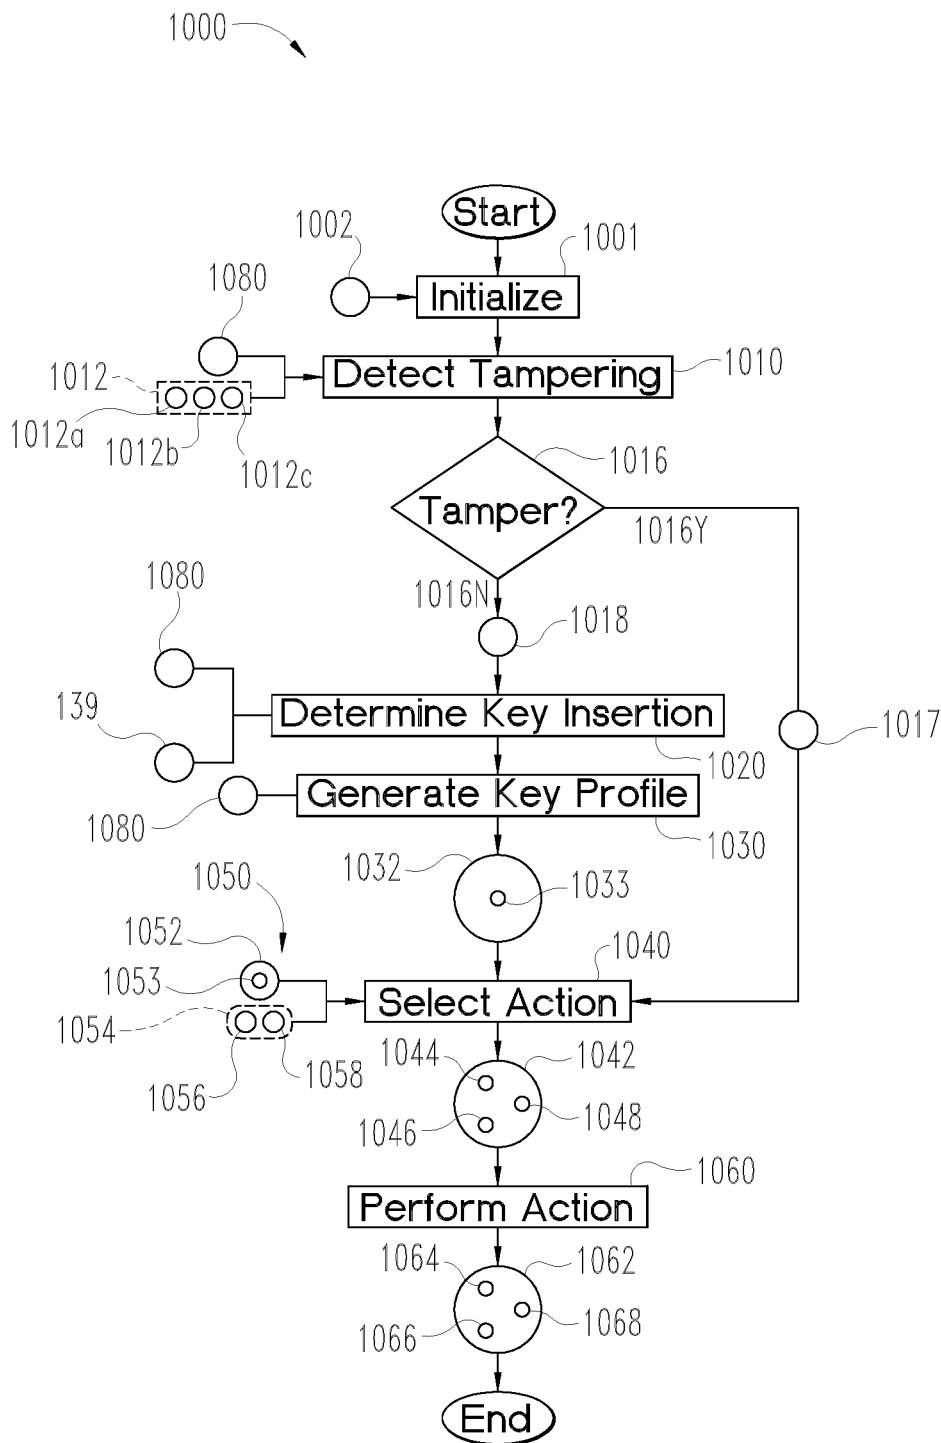 1000
Start
1002
1001
Initialize
1080
1012
Detect Tampering
1010
1012a
1012b
1012c
1016
Tamper?
1016Y
1016N
1080
1018
139
Determine Key Insertion
1017
1020
Generate Key Profile
1080
1030
1032
1033
1050
1052
1053
1040
Select Action
1054
1056
1058
1044
1042
1046
1048
1060
Perform Action
1064
1062
1066
1068
End